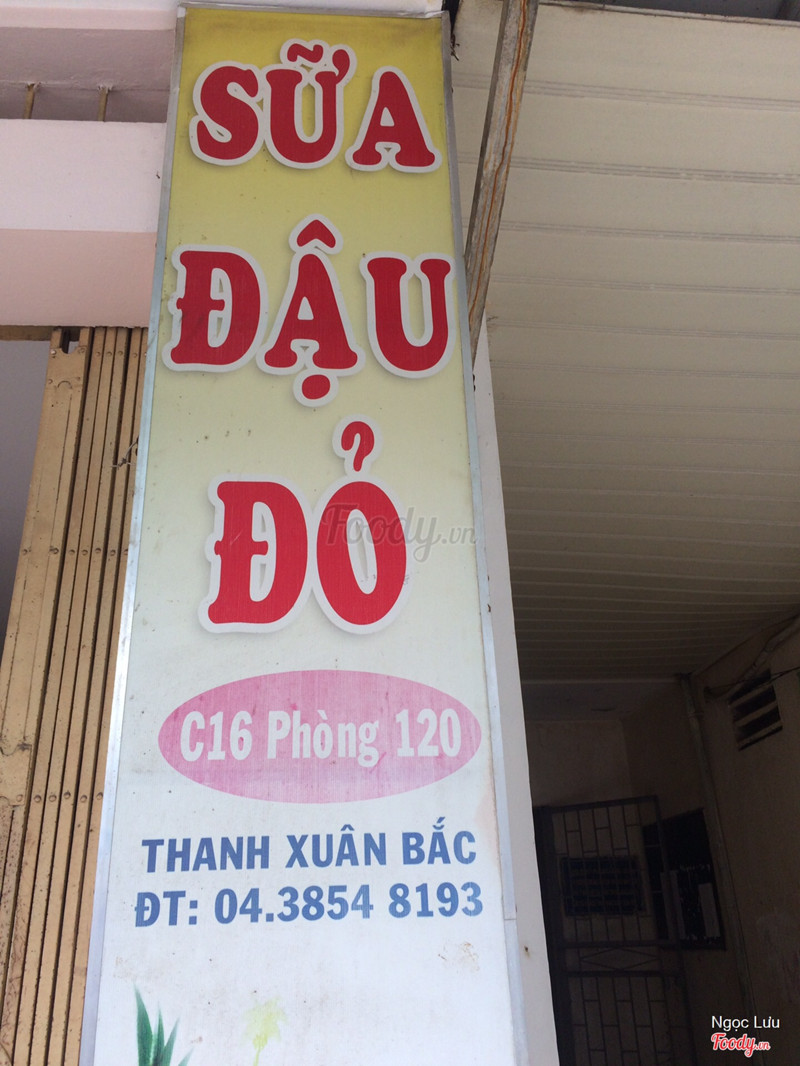 SỮA
ĐẬU
ĐỎ
Foody.vn
C16 Phòng 120
THANH XUÂN BẮC
ĐT: 04.3854 8193
Ngọc Lưu
Foody.vn